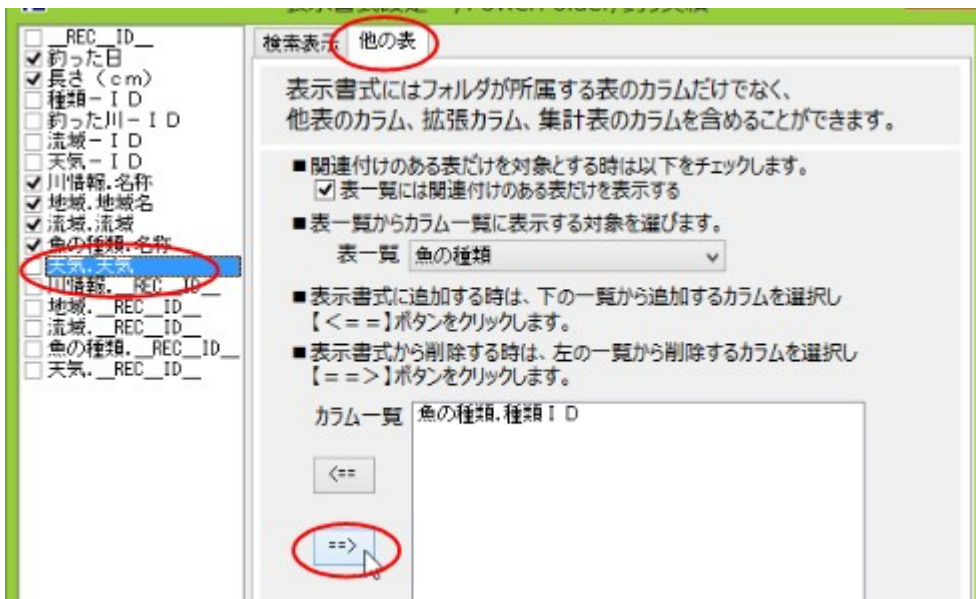 __REC__ID__
釣った日
長さ（cm）
種類－ＩＤ
釣った川－ＩＤ
流域－ＩＤ
天気－ＩＤ
川情報.名称
地域.地域名
流域.流域
魚の種類.名称
天気.天気
川情報.__REC__ID__
地域.__REC__ID__
流域.__REC__ID__
魚の種類.__REC__ID__
天気.__REC__ID__
検索表示 他の表
表示書式にはフォルダが所属する表のカラムだけでなく、
他表のカラム、拡張カラム、集計表のカラムを含めることができます。
■関連付けのある表だけを対象とする時は以下をチェックします。
表一覧には関連付けのある表だけを表示する
■表一覧からカラム一覧に表示する対象を選びます。
表一覧 魚の種類
■表示書式に追加する時は、下の一覧から追加するカラムを選択し
【<==】ボタンをクリックします。
■表示書式から削除する時は、左の一覧から削除するカラムを選択し
【==>】ボタンをクリックします。
カラム一覧 魚の種類.種類ＩＤ
<==
==>